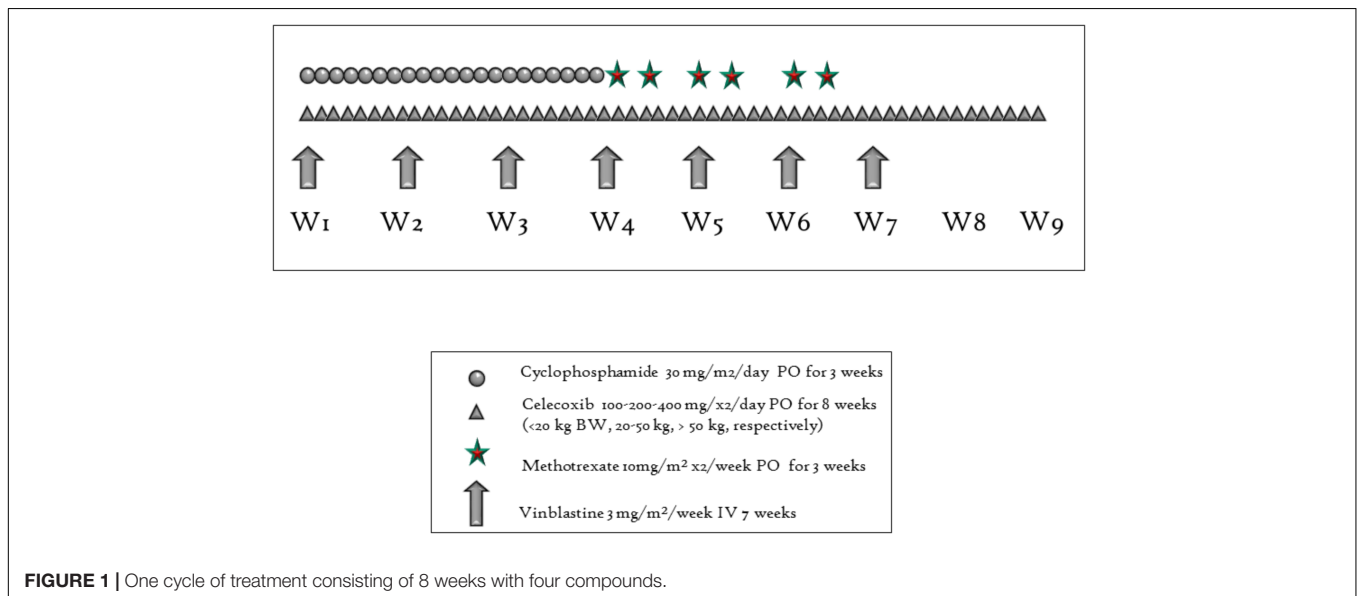 W1 W2 W3 W4 W5 W6 W7 W8 W9
Cyclophosphamide 30 mg/m2/day PO for 3 weeks
Celecoxib 100-200-400 mg/x2/day PO for 8 weeks
(<20 kg BW, 20-50 kg, > 50 kg, respectively)
Methotrexate 10mg/m² x2/week PO for 3 weeks
Vinblastine 3 mg/m²/week IV 7 weeks
FIGURE 1 | One cycle of treatment consisting of 8 weeks with four compounds.